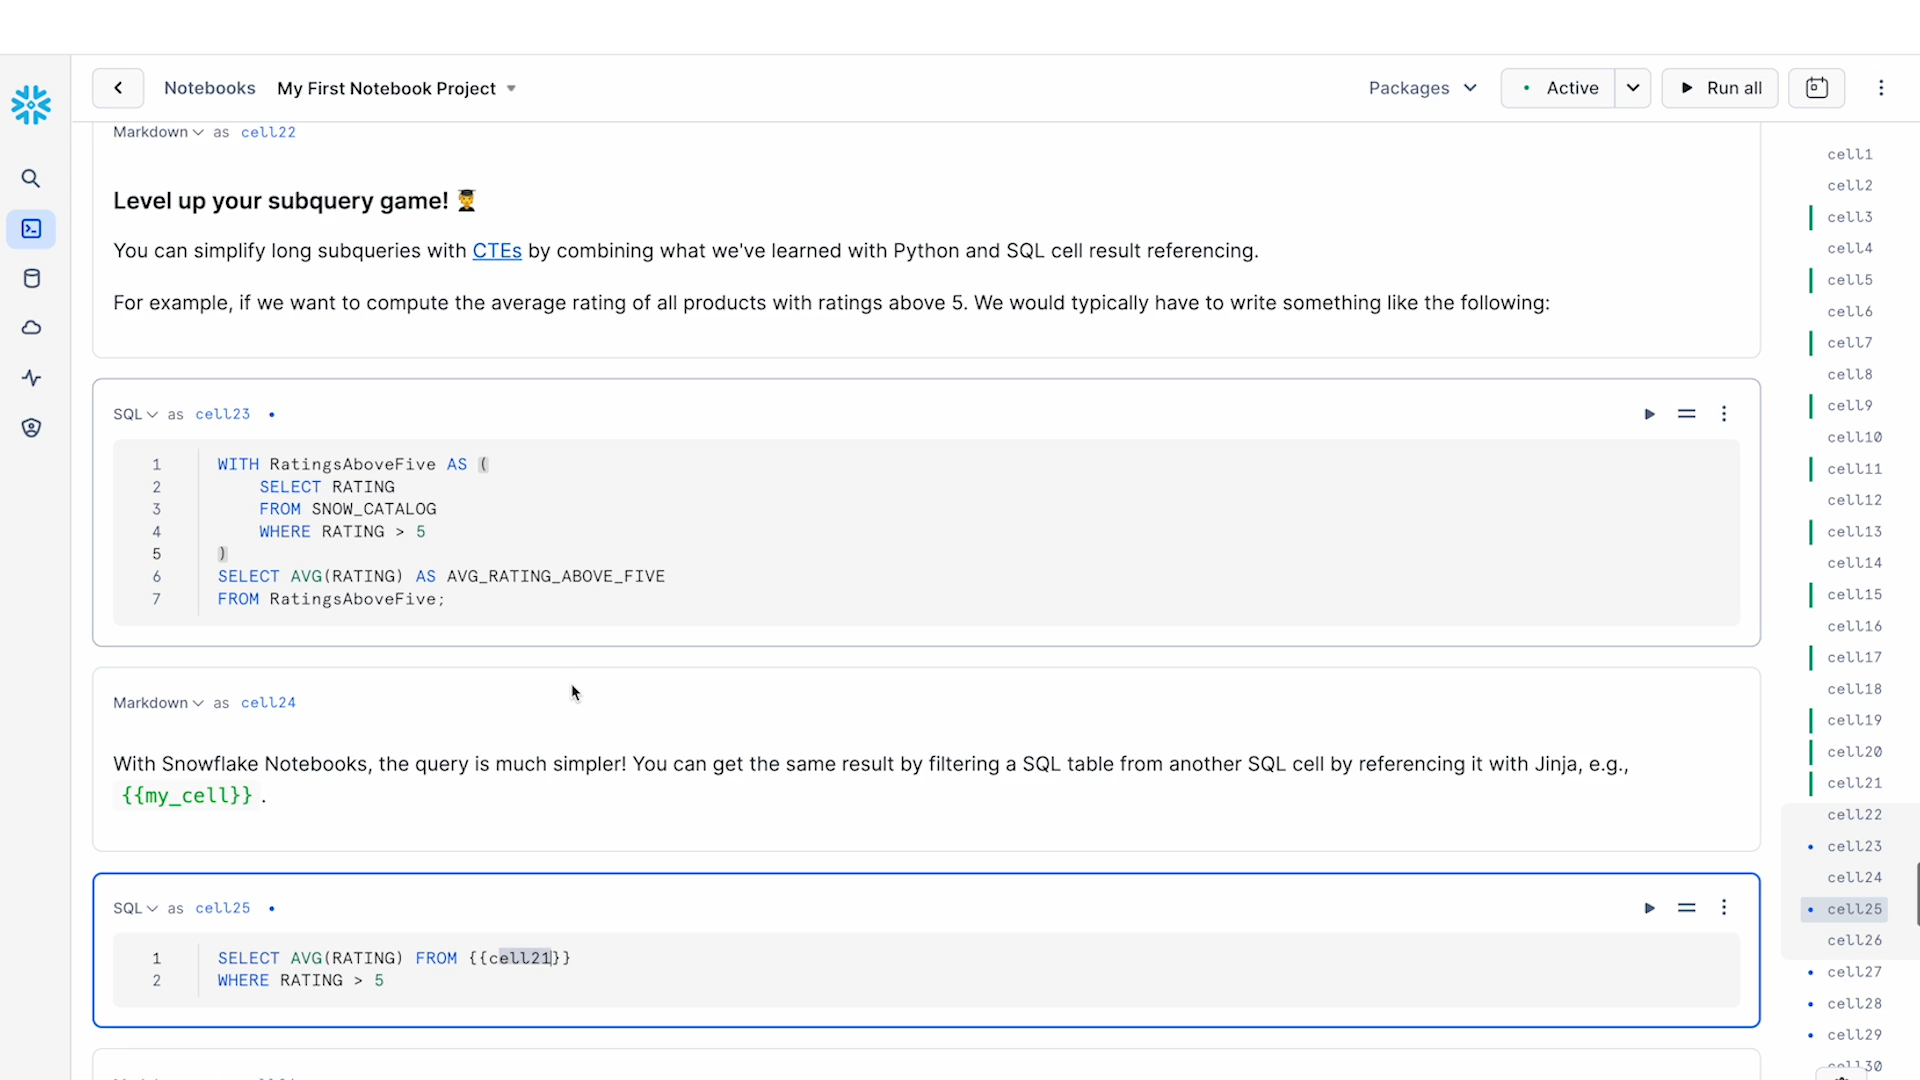 Notebooks My First Notebook Project Packages Active Run all
Markdown as cell22
Level up your subquery game! 👨‍🎓
You can simplify long subqueries with CTEs by combining what we've learned with Python and SQL cell result referencing.
For example, if we want to compute the average rating of all products with ratings above 5. We would typically have to write something like the following:
SQL as cell23
1 WITH RatingsAboveFive AS (
2 SELECT RATING
3 FROM SNOW_CATALOG
4 WHERE RATING > 5
5 )
6 SELECT AVG(RATING) AS AVG_RATING_ABOVE_FIVE
7 FROM RatingsAboveFive;
Markdown as cell24
With Snowflake Notebooks, the query is much simpler! You can get the same result by filtering a SQL table from another SQL cell by referencing it with Jinja, e.g.,
{{my_cell}} .
SQL as cell25
1 SELECT AVG(RATING) FROM {{cell21}}
2 WHERE RATING > 5
cell1
cell2
cell3
cell4
cell5
cell6
cell7
cell8
cell9
cell10
cell11
cell12
cell13
cell14
cell15
cell16
cell17
cell18
cell19
cell20
cell21
cell22
cell23
cell24
cell25
cell26
cell27
cell28
cell29
cell30